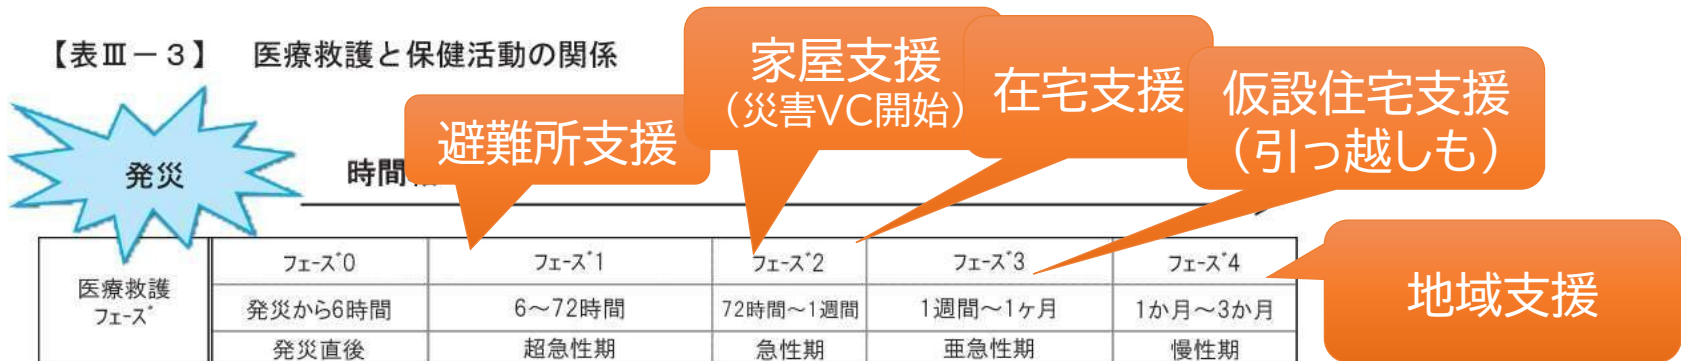 【表Ⅲ－３】 医療救護と保健活動の関係
家屋支援
（災害VC開始）
在宅支援
仮設住宅支援
（引っ越しも）
避難所支援
発災
時間
地域支援
医療救護
フェーズ
フェーズ0
フェーズ1
フェーズ2
フェーズ3
フェーズ4
発災から6時間
6～72時間
72時間～1週間
1週間～1ヶ月
1か月～3か月
発災直後
超急性期
急性期
亜急性期
慢性期